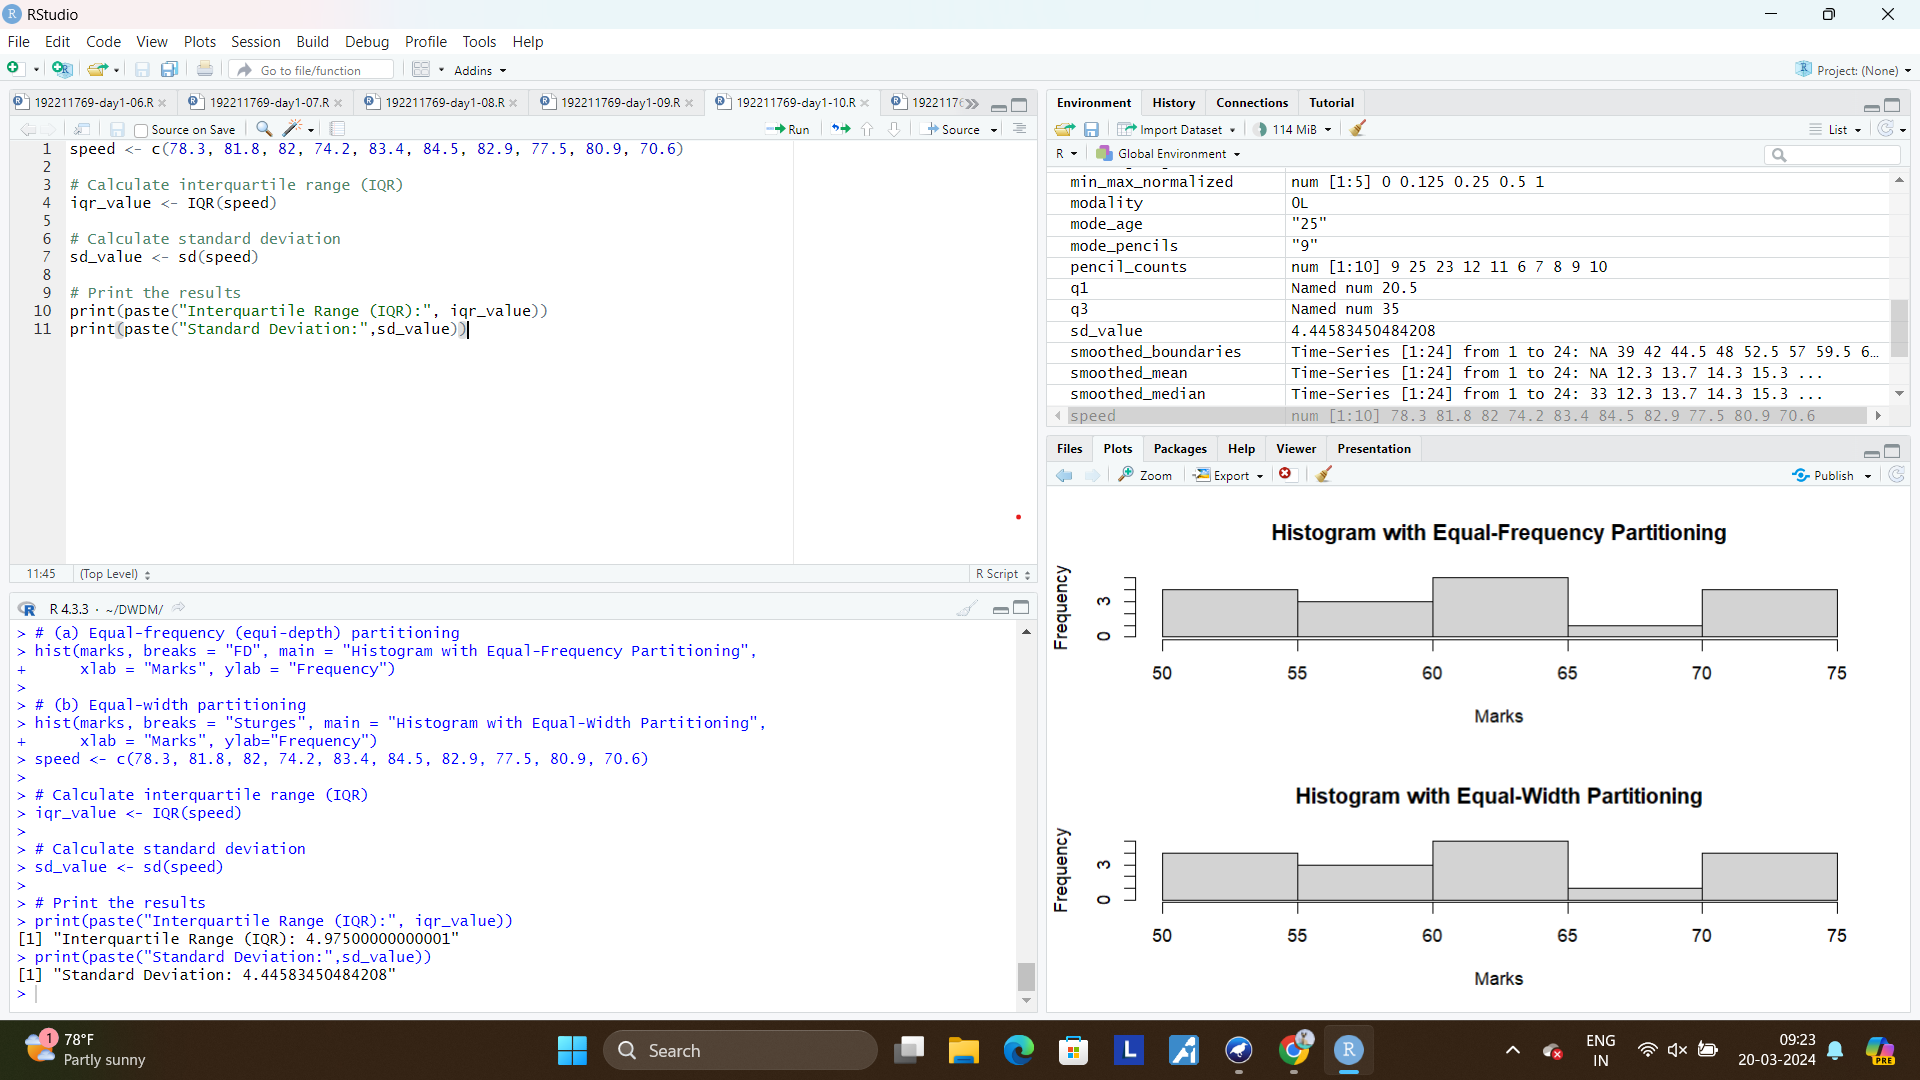 RStudio
File Edit Code View Plots Session Build Debug Profile Tools Help
Go to file/function Addins Project: (None)
192211769-day1-06.R 192211769-day1-07.R 192211769-day1-08.R 192211769-day1-09.R 192211769-day1-10.R
Source on Save Run Source
1 speed <- c(78.3, 81.8, 82, 74.2, 83.4, 84.5, 82.9, 77.5, 80.9, 70.6)
2
3 # Calculate interquartile range (IQR)
4 iqr_value <- IQR(speed)
5
6 # Calculate standard deviation
7 sd_value <- sd(speed)
8
9 # Print the results
10 print(paste("Interquartile Range (IQR):", iqr_value))
11 print(paste("Standard Deviation:",sd_value))
11:45 (Top Level) R Script
R 4.3.3 · ~/DWDM/
> # (a) Equal-frequency (equi-depth) partitioning
> hist(marks, breaks = "FD", main = "Histogram with Equal-Frequency Partitioning",
+ xlab = "Marks", ylab = "Frequency")
>
> # (b) Equal-width partitioning
> hist(marks, breaks = "Sturges", main = "Histogram with Equal-Width Partitioning",
+ xlab = "Marks", ylab="Frequency")
> speed <- c(78.3, 81.8, 82, 74.2, 83.4, 84.5, 82.9, 77.5, 80.9, 70.6)
>
> # Calculate interquartile range (IQR)
> iqr_value <- IQR(speed)
>
> # Calculate standard deviation
> sd_value <- sd(speed)
>
> # Print the results
> print(paste("Interquartile Range (IQR):", iqr_value))
[1] "Interquartile Range (IQR): 4.97500000000001"
> print(paste("Standard Deviation:",sd_value))
[1] "Standard Deviation: 4.44583450484208"
>
Environment History Connections Tutorial
Import Dataset 114 MiB List
R Global Environment
min_max_normalized num [1:5] 0 0.125 0.25 0.5 1
modality 0L
mode_age "25"
mode_pencils "9"
pencil_counts num [1:10] 9 25 23 12 11 6 7 8 9 10
q1 Named num 20.5
q3 Named num 35
sd_value 4.44583450484208
smoothed_boundaries Time-Series [1:24] from 1 to 24: NA 39 42 44.5 48 52.5 57 59.5 6…
smoothed_mean Time-Series [1:24] from 1 to 24: NA 12.3 13.7 14.3 15.3 ...
smoothed_median Time-Series [1:24] from 1 to 24: 33 12.3 13.7 14.3 15.3 ...
speed num [1:10] 78.3 81.8 82 74.2 83.4 84.5 82.9 77.5 80.9 70.6
Files Plots Packages Help Viewer Presentation
Zoom Export Publish
Histogram with Equal-Frequency Partitioning
Frequency
3
0
50 55 60 65 70 75
Marks
Histogram with Equal-Width Partitioning
Frequency
3
0
50 55 60 65 70 75
Marks
1 78°F
Partly sunny
Search
L
R
ENG
IN
09:23
20-03-2024
PRE